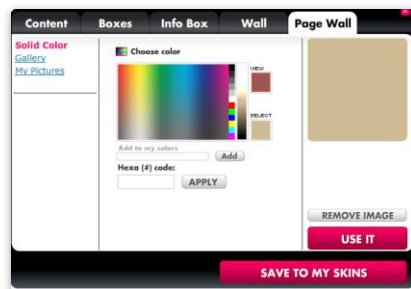 Content Boxes Info Box Wall Page Wall
Solid Color
Gallery
My Pictures
Choose color
VIEW
SELECT
Add to my colors
Add
Hexa (#) code:
APPLY
REMOVE IMAGE
USE IT
SAVE TO MY SKINS